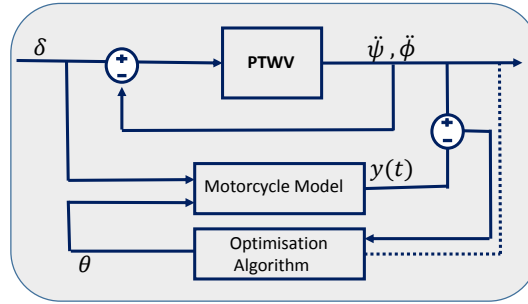 δ
+
-
PTWV
ψ̈ , ϕ̈
+
-
Motorcycle Model
y(t)
Optimisation
Algorithm
θ